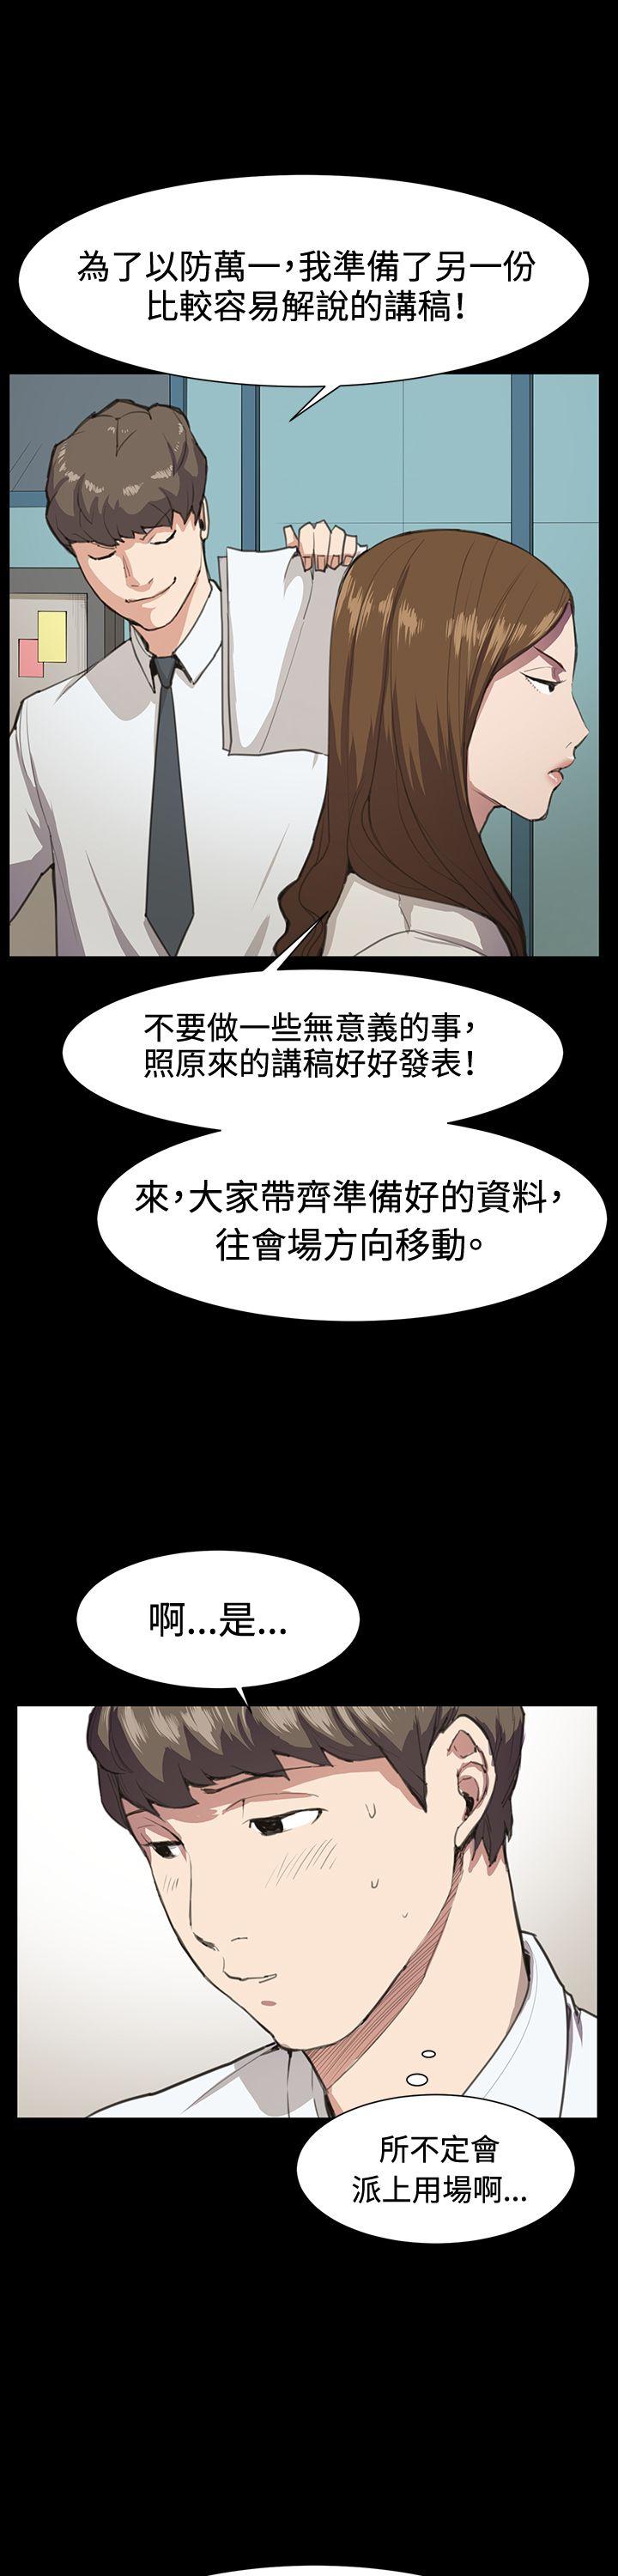 為了以防萬一，我準備了另一份
比較容易解說的講稿！
不要做一些無意義的事，
照原來的講稿好好發表！
來，大家帶齊準備好的資料，
往會場方向移動。
啊…是…
所不定會
派上用場啊…